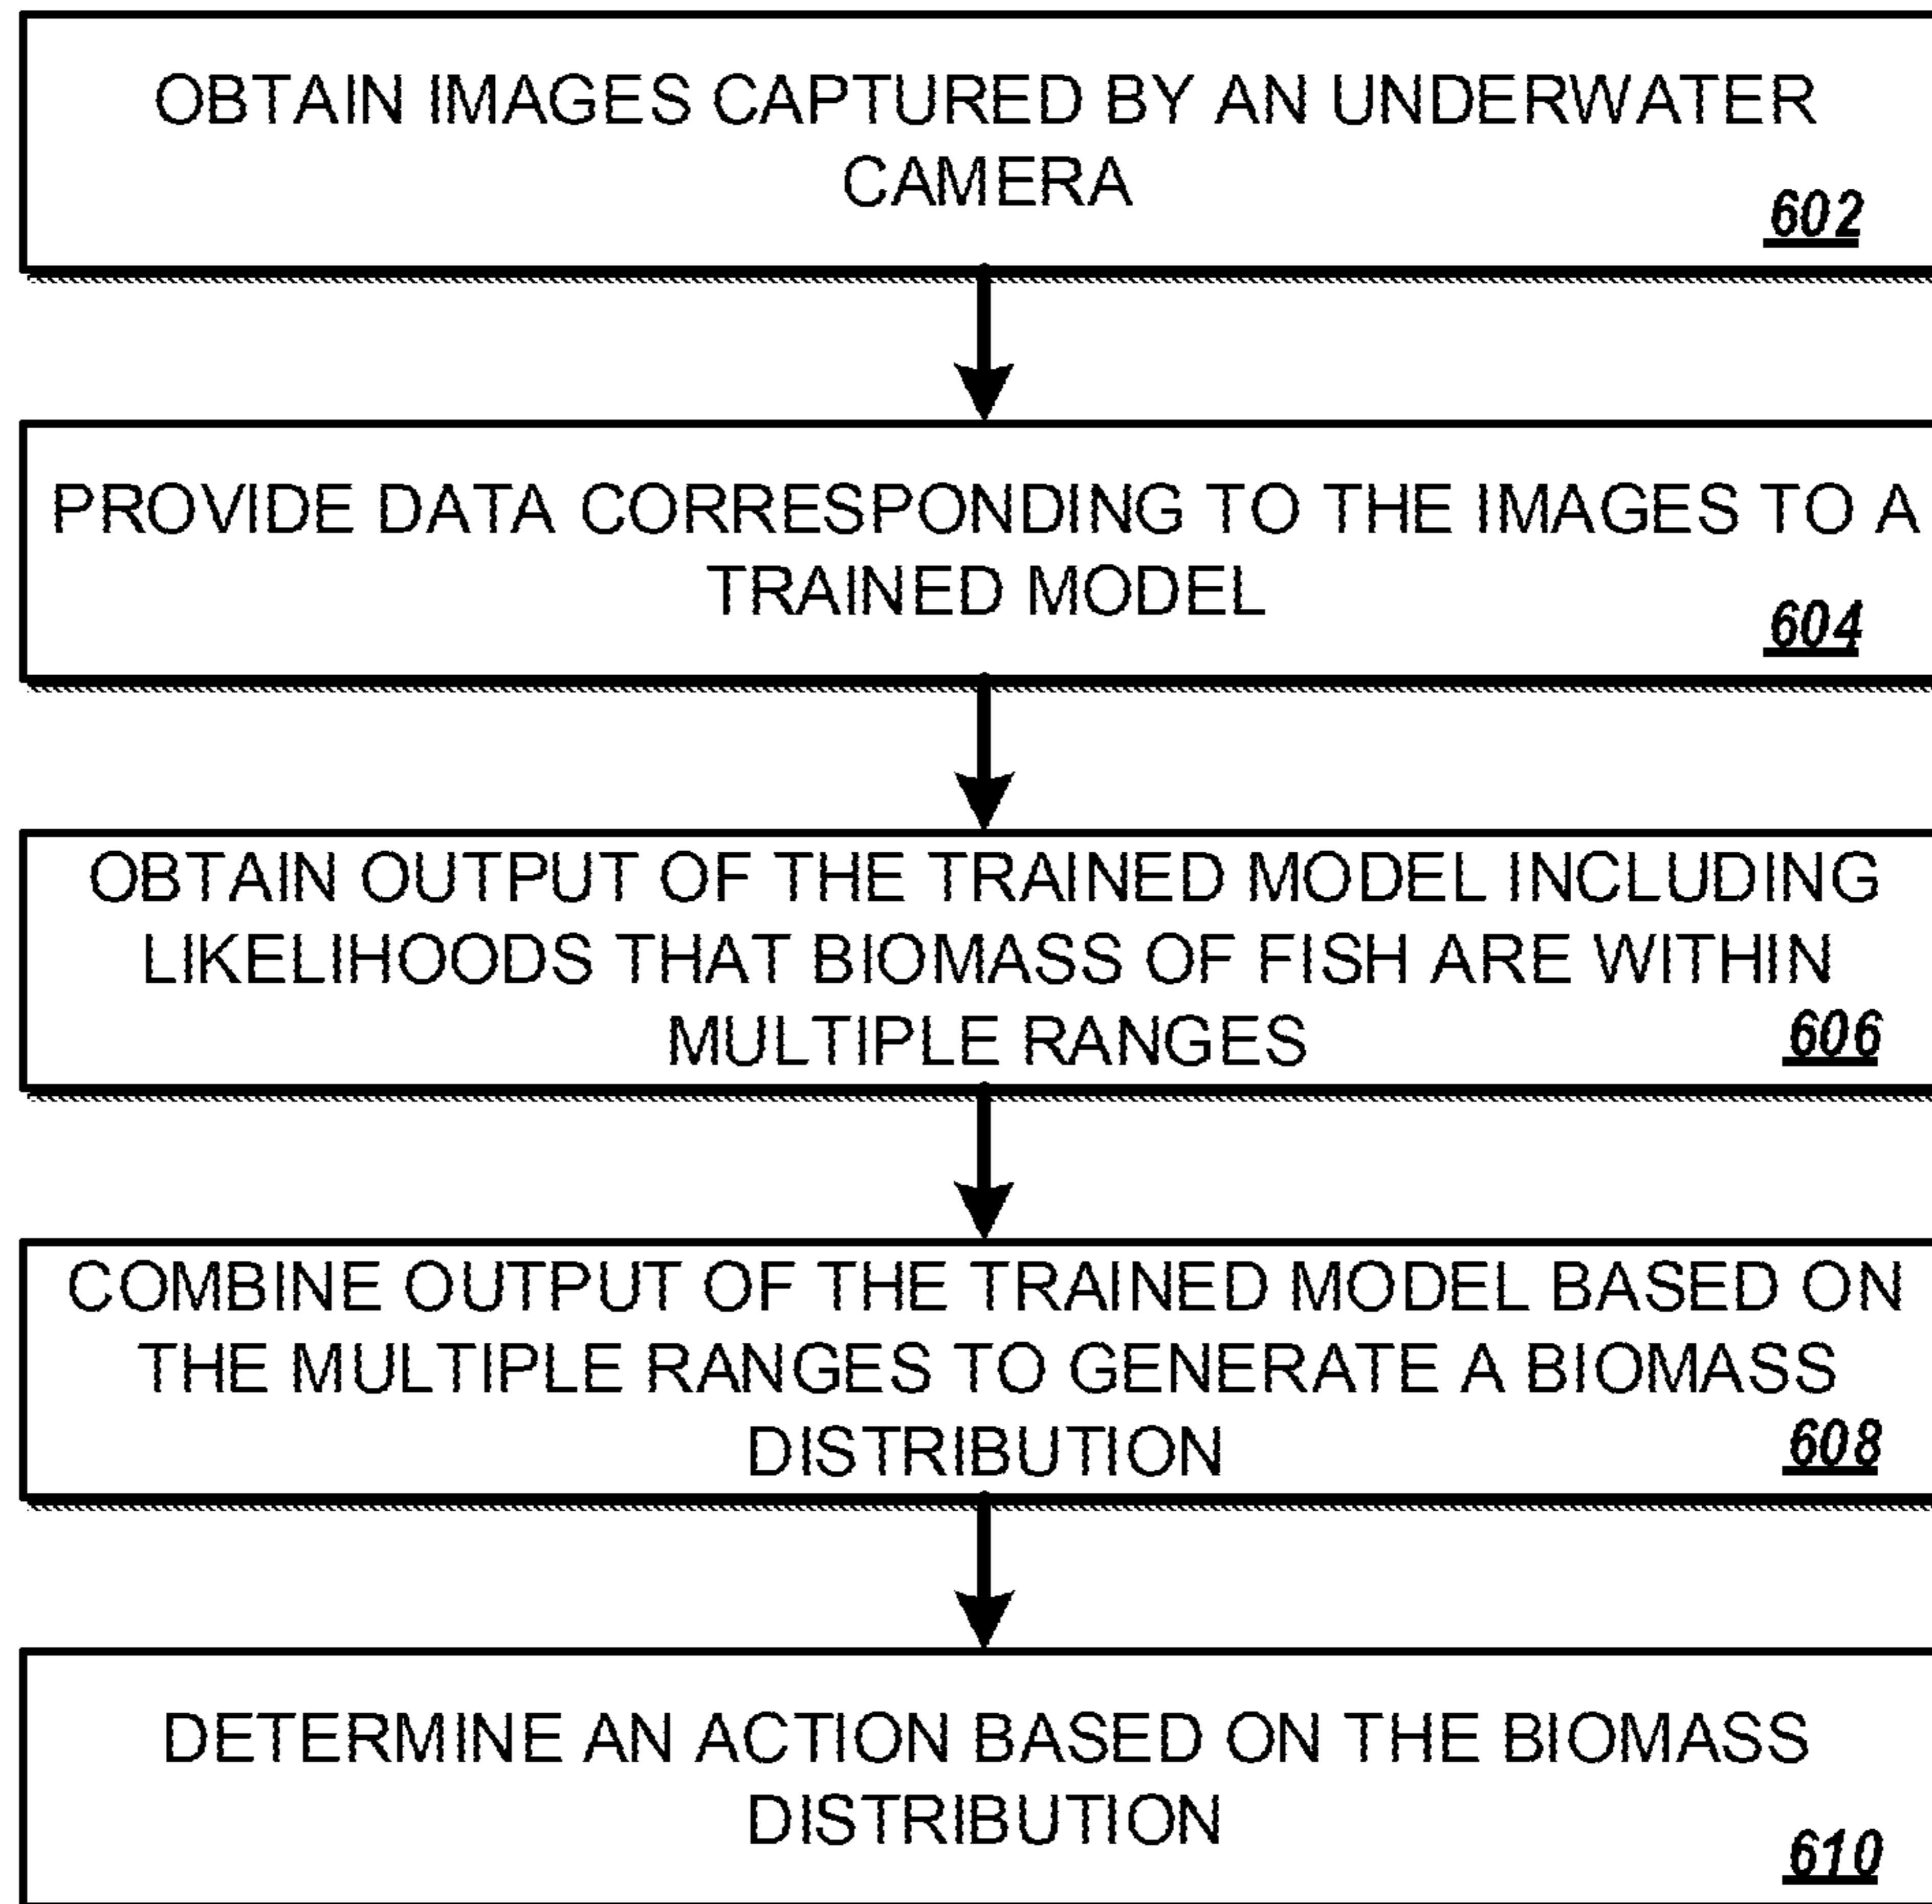 OBTAIN IMAGES CAPTURED BY AN UNDERWATER
CAMERA
602
PROVIDE DATA CORRESPONDING TO THE IMAGES TO A
TRAINED MODEL
604
OBTAIN OUTPUT OF THE TRAINED MODEL INCLUDING
LIKELIHOODS THAT BIOMASS OF FISH ARE WITHIN
MULTIPLE RANGES
606
COMBINE OUTPUT OF THE TRAINED MODEL BASED ON
THE MULTIPLE RANGES TO GENERATE A BIOMASS
DISTRIBUTION
608
DETERMINE AN ACTION BASED ON THE BIOMASS
DISTRIBUTION
610